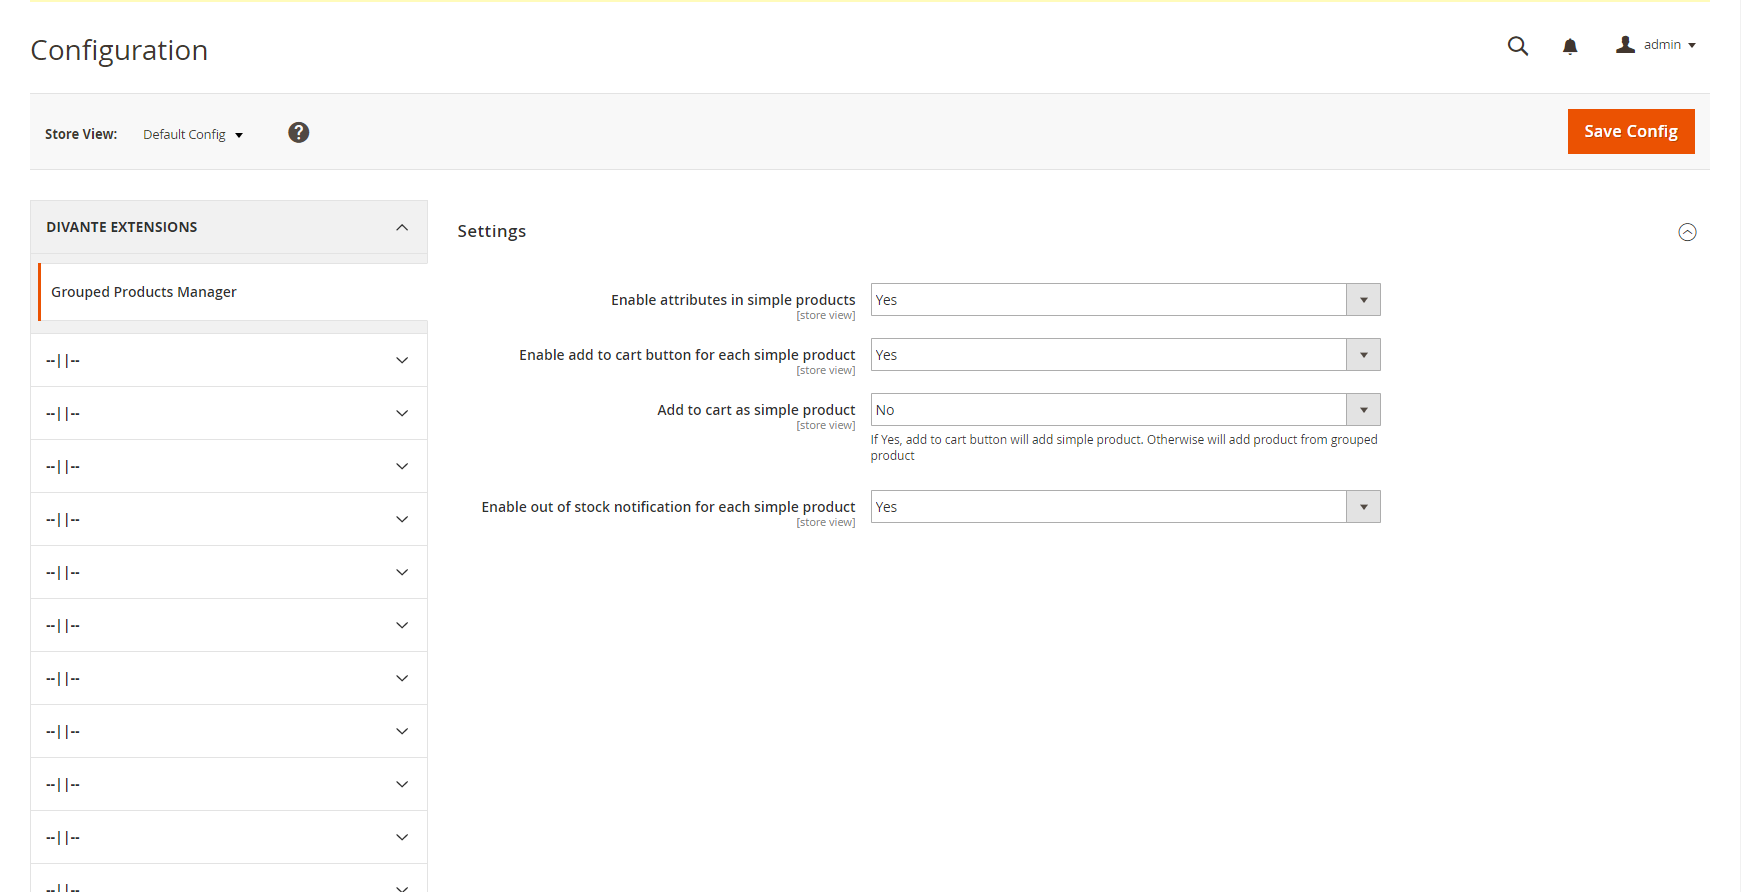 Configuration
admin
Store View: Default Config ?
Save Config
DIVANTE EXTENSIONS
Grouped Products Manager
--||--
--||--
--||--
--||--
--||--
--||--
--||--
--||--
--||--
--||--
--||--
Settings
Enable attributes in simple products Yes
[store view]
Enable add to cart button for each simple product Yes
[store view]
Add to cart as simple product No
[store view]
If Yes, add to cart button will add simple product. Otherwise will add product from grouped
product
Enable out of stock notification for each simple product Yes
[store view]